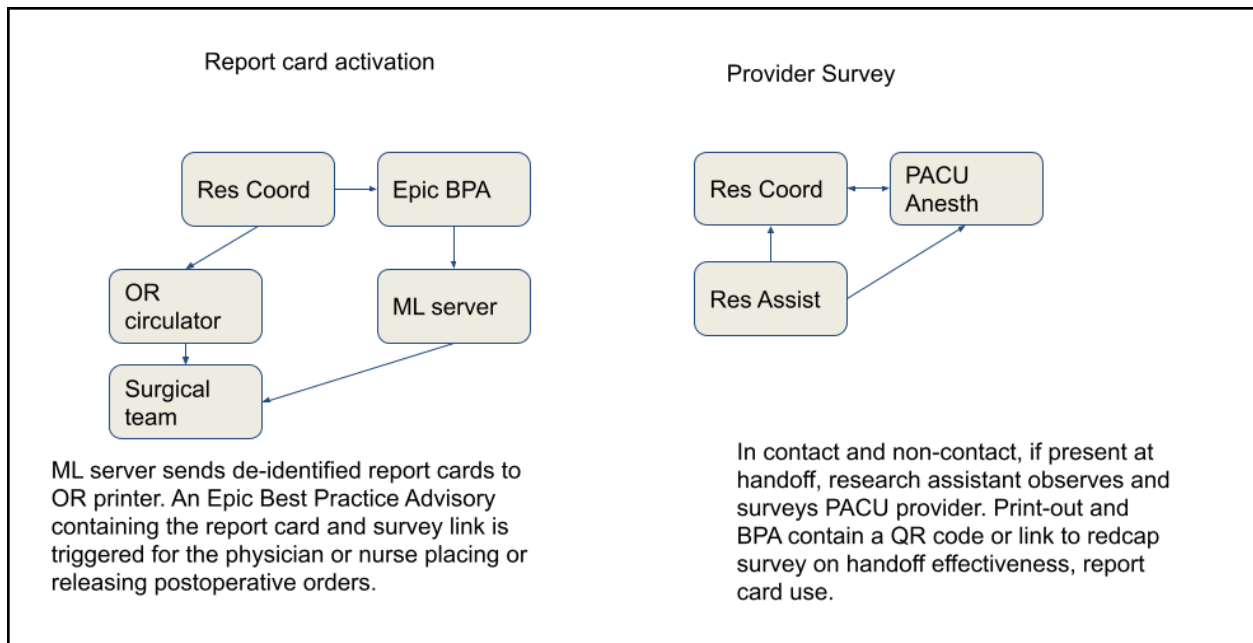 Report card activation
Provider Survey
Res Coord
Epic BPA
OR
circulator
ML server
Surgical
team
Res Coord
PACU
Anesth
Res Assist
ML server sends de-identified report cards to
OR printer. An Epic Best Practice Advisory
containing the report card and survey link is
triggered for the physician or nurse placing or
releasing postoperative orders.
In contact and non-contact, if present at
handoff, research assistant observes and
surveys PACU provider. Print-out and
BPA contain a QR code or link to redcap
survey on handoff effectiveness, report
card use.